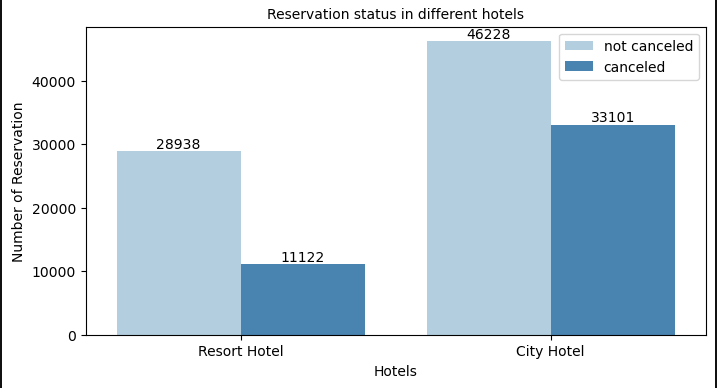 Reservation status in different hotels
46228
not canceled
canceled
40000
33101
30000
28938
20000
11122
10000
0
Number of Reservation
Resort Hotel
City Hotel
Hotels